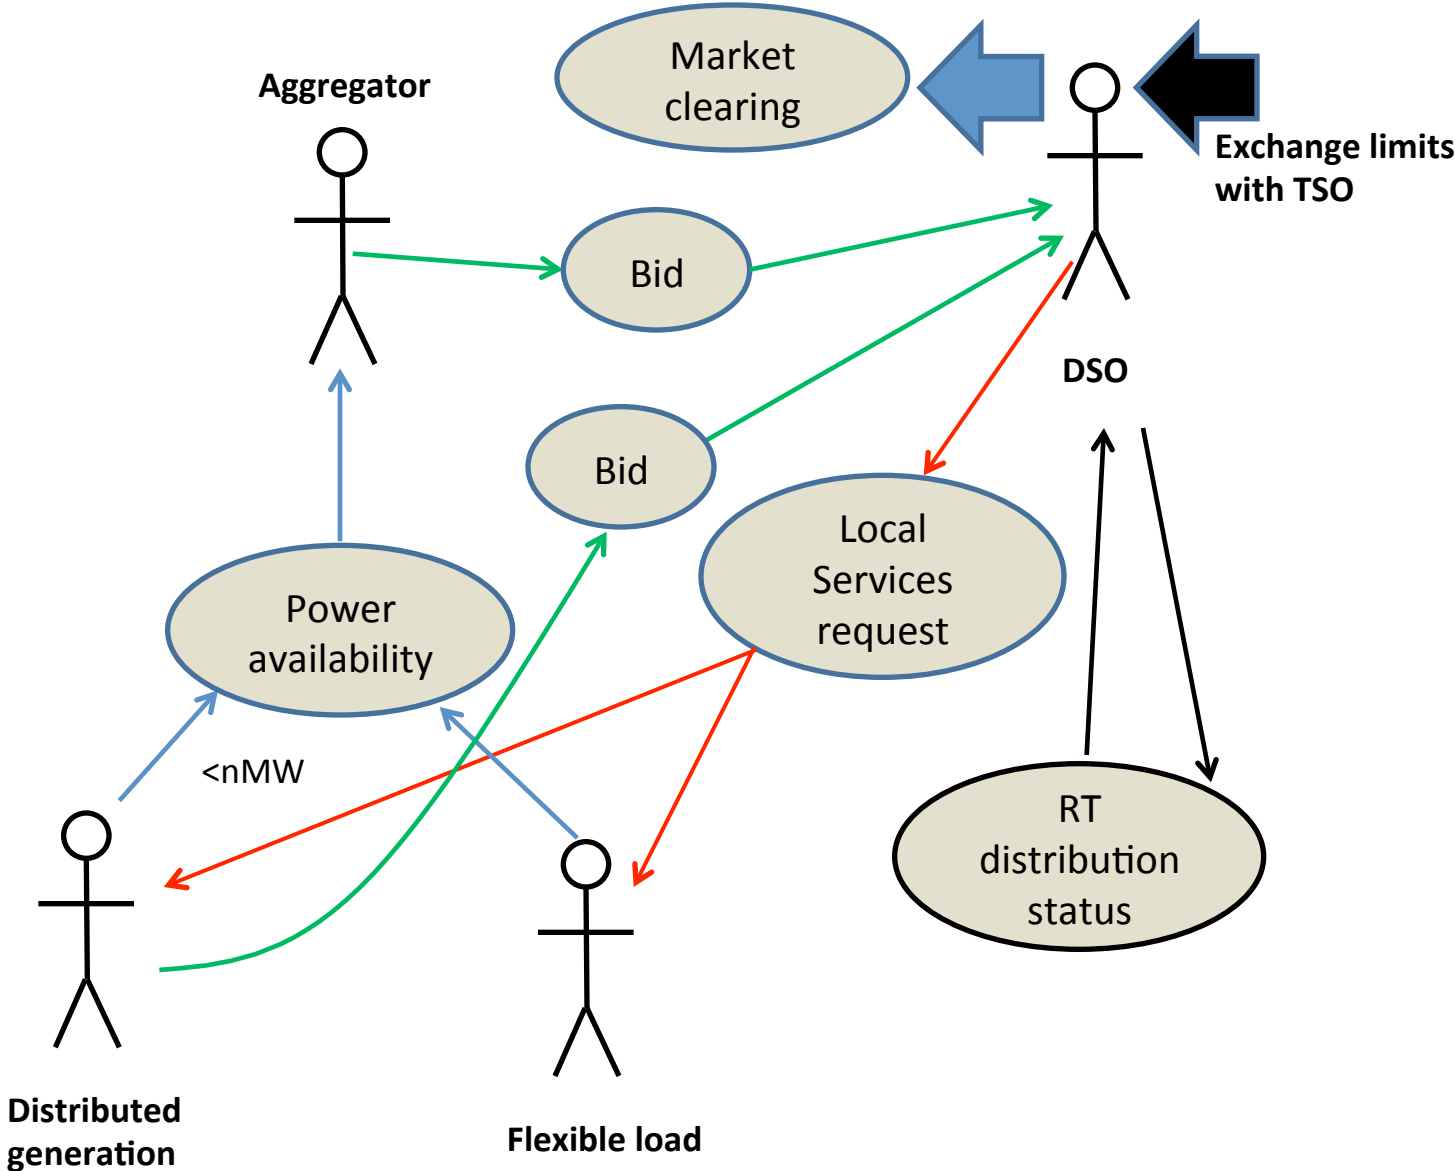 Market
clearing
Aggregator
Exchange limits
with TSO
Bid
DSO
Bid
Local
Services
request
Power
availability
<nMW
RT
distribution
status
Distributed
generation
Flexible load